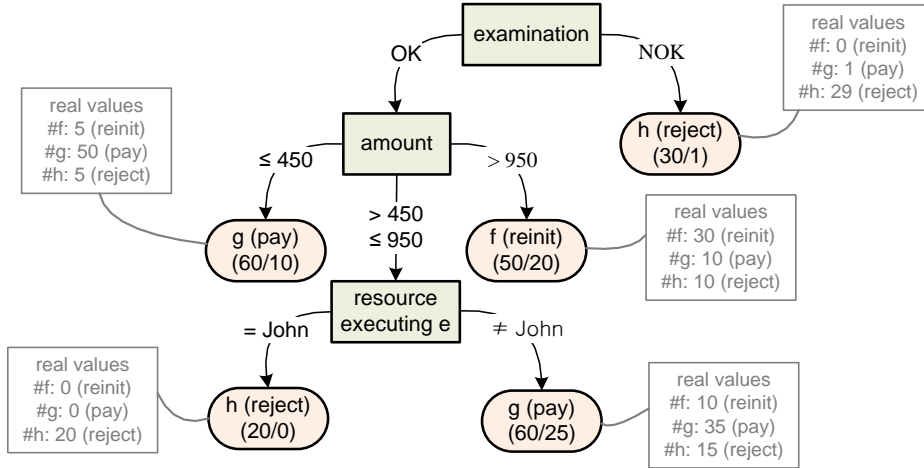 examination
OK
NOK
real values
#f: 0 (reinit)
#g: 1 (pay)
#h: 29 (reject)
h (reject)
(30/1)
real values
#f: 5 (reinit)
#g: 50 (pay)
#h: 5 (reject)
amount
≤ 450
> 450
≤ 950
> 950
g (pay)
(60/10)
f (reinit)
(50/20)
real values
#f: 30 (reinit)
#g: 10 (pay)
#h: 10 (reject)
resource
executing e
= John
≠ John
real values
#f: 0 (reinit)
#g: 0 (pay)
#h: 20 (reject)
h (reject)
(20/0)
g (pay)
(60/25)
real values
#f: 10 (reinit)
#g: 35 (pay)
#h: 15 (reject)